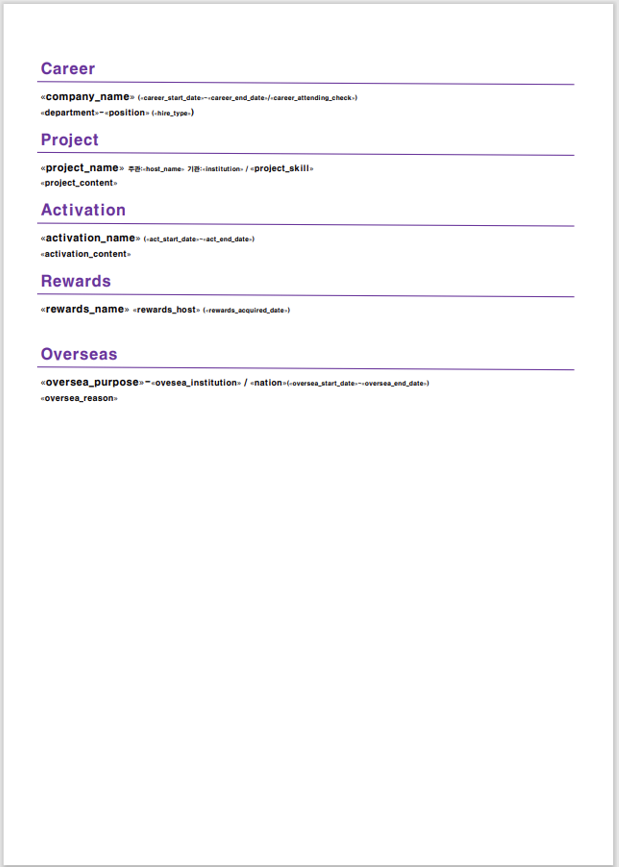 Career
«company_name» («career_start_date»~«career_end_date»/«career_attending_check»)
«department»-«position» («hire_type»)
Project
«project_name» 주관:«host_name» 기관:«institution» / «project_skill»
«project_content»
Activation
«activation_name» («act_start_date»~«act_end_date»)
«activation_content»
Rewards
«rewards_name» «rewards_host» («rewards_acquired_date»)
Overseas
«oversea_purpose»-«ovesea_institution» / «nation»(«oversea_start_date»~«oversea_end_date»)
«oversea_reason»